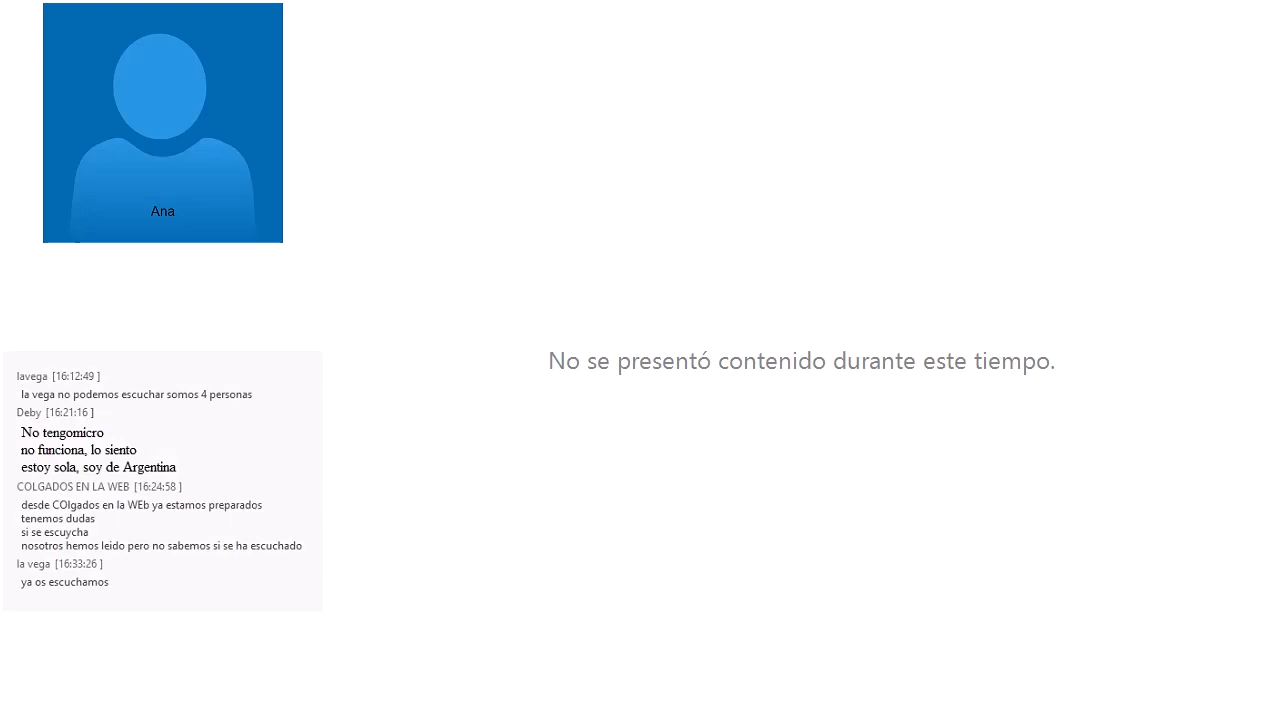 Ana
No se presentó contenido durante este tiempo.
lavega [16:12:49 ]
la vega no podemos escuchar somos 4 personas
Deby [16:21:16 ]
No tengomicro
no funciona, lo siento
estoy sola, soy de Argentina
COLGADOS EN LA WEB [16:24:58 ]
desde COlgados en la WEb ya estamos preparados
tenemos dudas
si se escuycha
nosotros hemos leido pero no sabemos si se ha escuchado
la vega [16:33:26 ]
ya os escuchamos